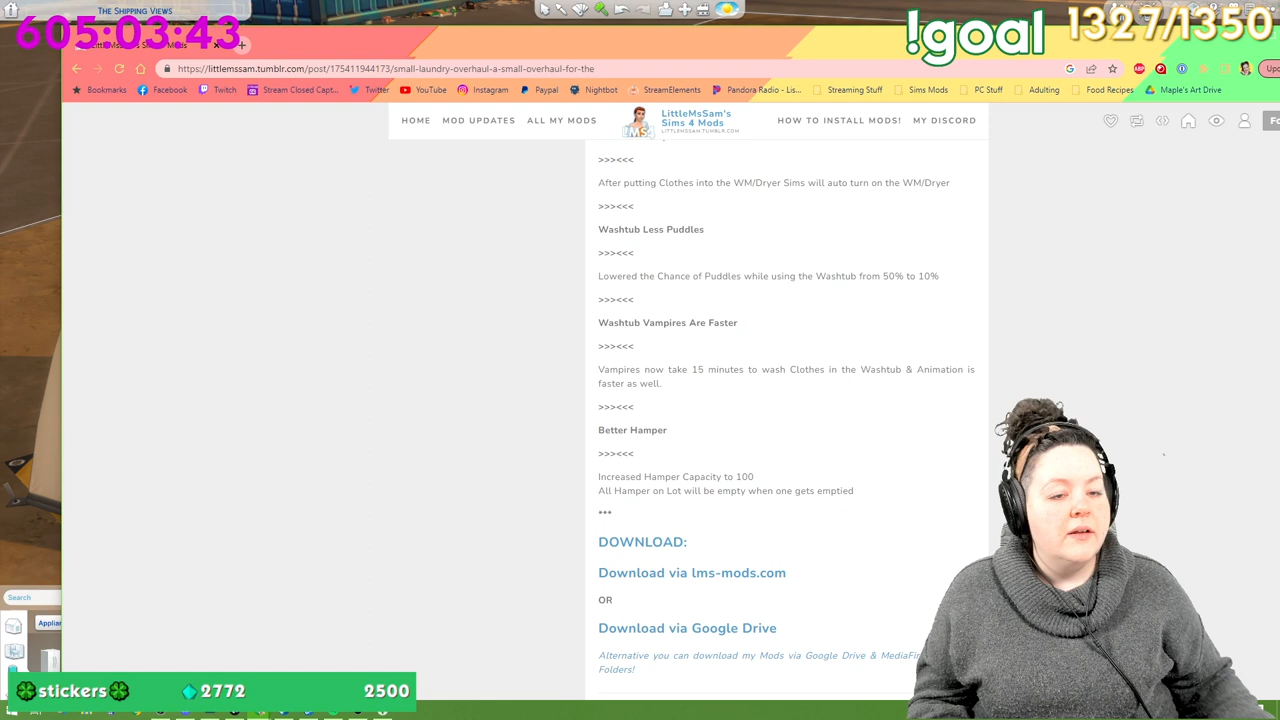 THE SHIPPING VIEWS
605:03:43
!goal
1327/1350
https://littlemssam.tumblr.com/post/175411944173/small-laundry-overhaul-a-small-overhaul-for-the
Bookmarks Facebook Twitch Stream Closed Capt... Twitter YouTube Instagram Paypal Nightbot StreamElements Pandora Radio - Lis... Streaming Stuff Sims Mods PC Stuff Adulting Food Recipes Maple's Art Drive
HOME MOD UPDATES ALL MY MODS
LittleMsSam's
Sims 4 Mods
LITTLEMSSAM.TUMBLR.COM
LMS
HOW TO INSTALL MODS! MY DISCORD
>>><<<
After putting Clothes into the WM/Dryer Sims will auto turn on the WM/Dryer
>>><<<
Washtub Less Puddles
>>><<<
Lowered the Chance of Puddles while using the Washtub from 50% to 10%
>>><<<
Washtub Vampires Are Faster
>>><<<
Vampires now take 15 minutes to wash Clothes in the Washtub & Animation is
faster as well.
>>><<<
Better Hamper
>>><<<
Increased Hamper Capacity to 100
All Hamper on Lot will be empty when one gets emptied
***
DOWNLOAD:
Download via lms-mods.com
OR
Download via Google Drive
Alternative you can download my Mods via Google Drive & MediaFi
Folders!
Search
Applian
🍀stickers🍀 2772 2500